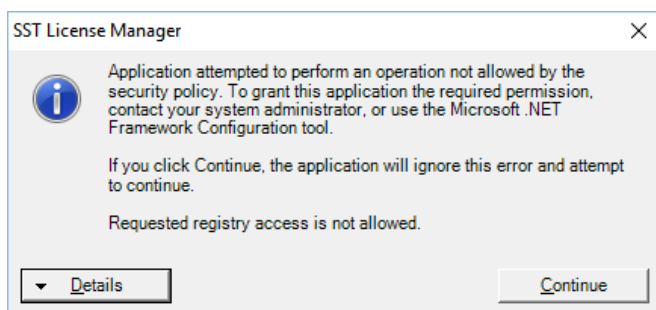 SST License Manager
Application attempted to perform an operation not allowed by the
security policy. To grant this application the required permission,
contact your system administrator, or use the Microsoft .NET
Framework Configuration tool.
If you click Continue, the application will ignore this error and attempt
to continue.
Requested registry access is not allowed.
Details
Continue